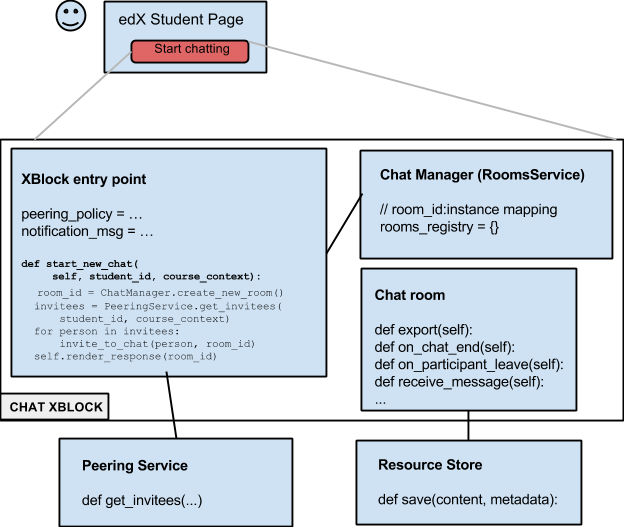 edX Student Page
Start chatting
XBlock entry point
peering_policy = …
notification_msg = …
def start_new_chat(
self, student_id, course_context):
room_id = ChatManager.create_new_room()
invitees = PeeringService.get_invitees(
student_id, course_context)
for person in invitees:
invite_to_chat(person, room_id)
self.render_response(room_id)
Chat Manager (RoomsService)
// room_id:instance mapping
rooms_registry = {}
Chat room
def export(self):
def on_chat_end(self):
def on_participant_leave(self):
def receive_message(self):
...
CHAT XBLOCK
Peering Service
def get_invitees(...)
Resource Store
def save(content, metadata):